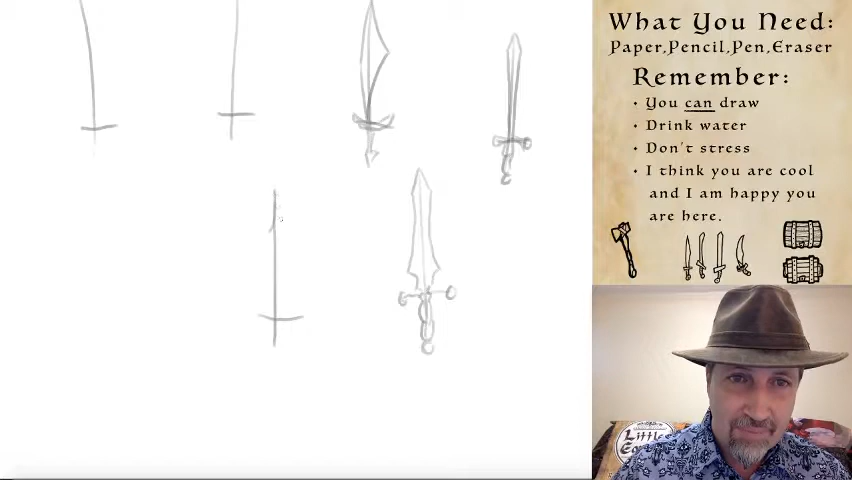 What You Need:
Paper,Pencil,Pen,Eraser
Remember:
• You can draw
• Drink water
• Don't stress
• I think you are cool
and I am happy you
are here.
Little